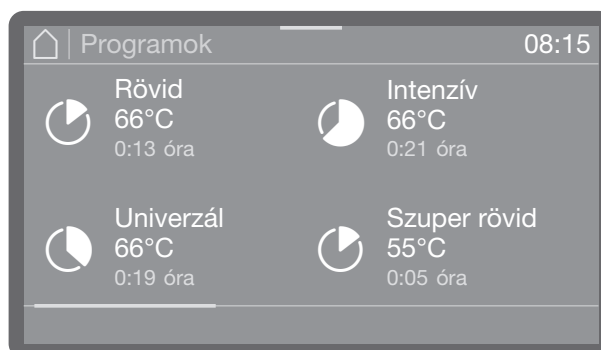 Programok 08:15
Rövid
66°C
0:13 óra
Intenzív
66°C
0:21 óra
Univerzál
66°C
0:19 óra
Szuper rövid
55°C
0:05 óra